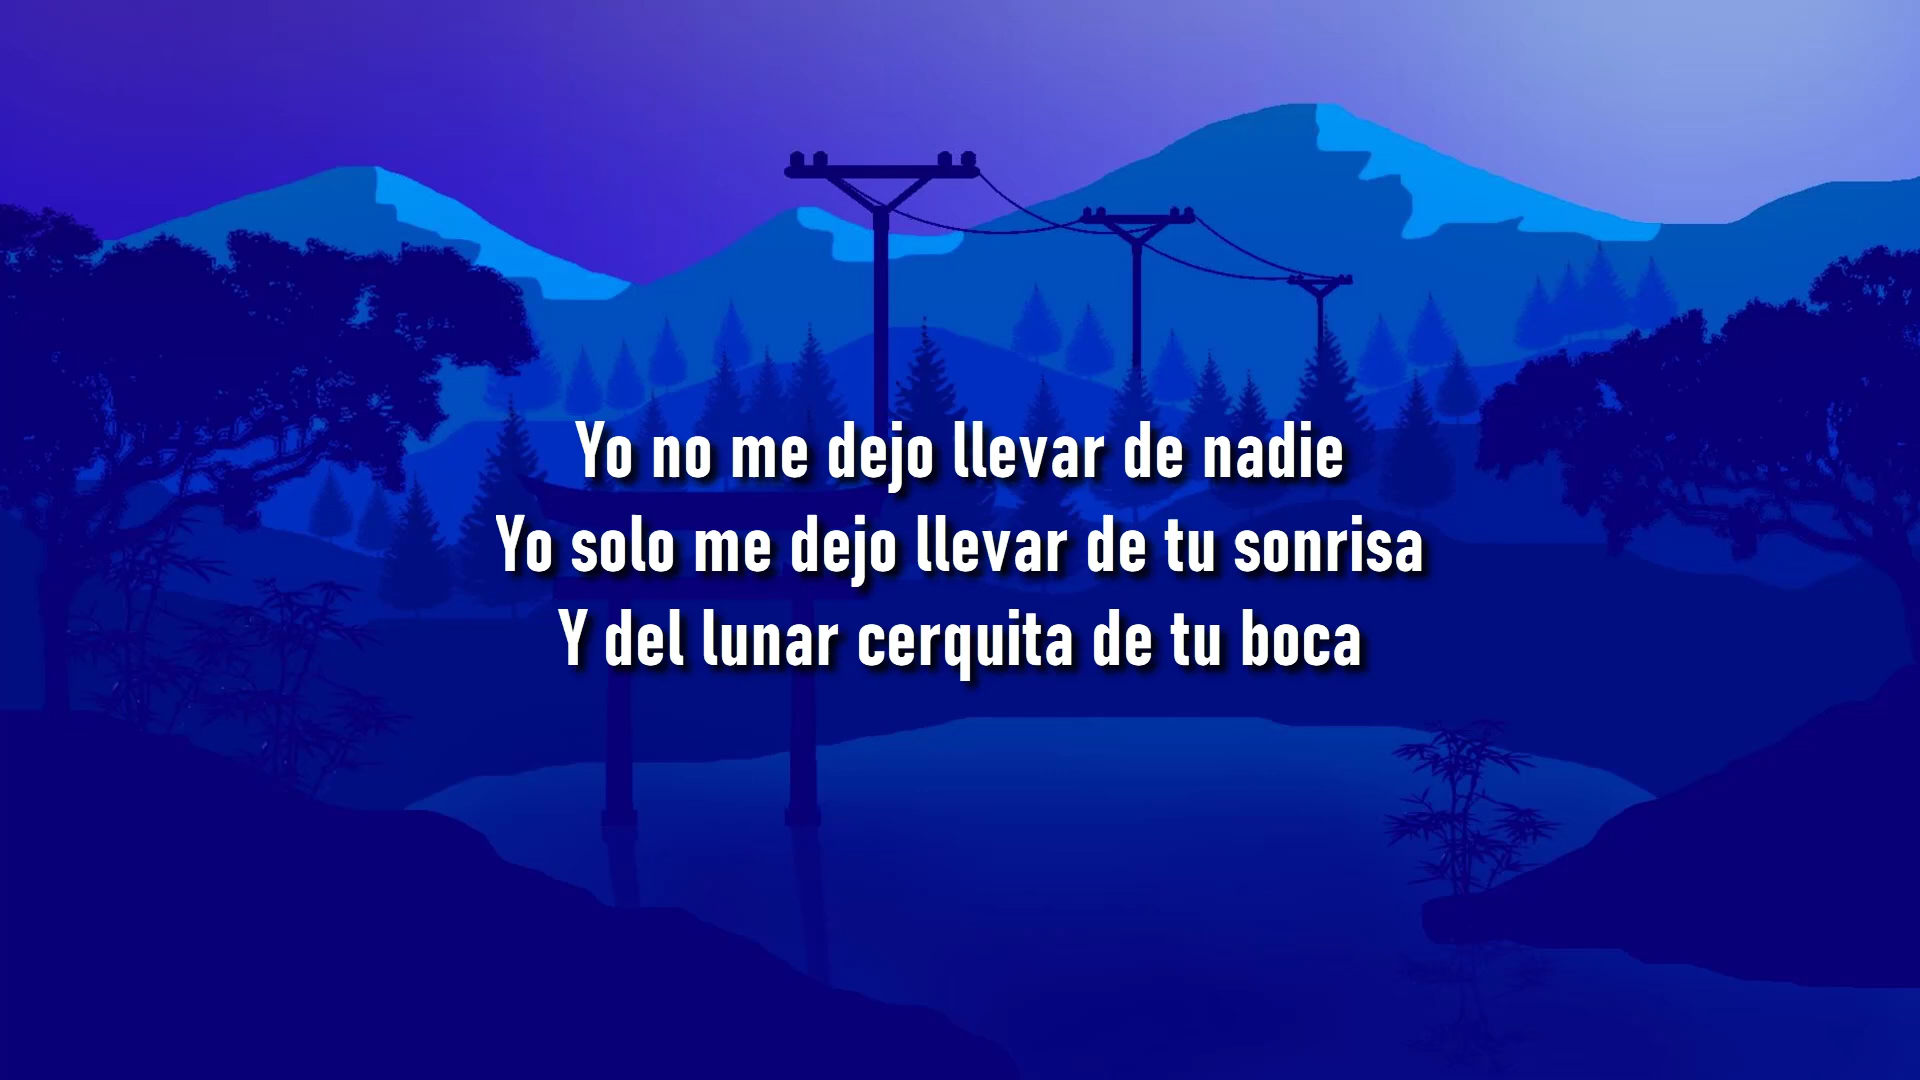 Yo no me dejo llevar de nadie
Yo solo me dejo llevar de tu sonrisa
Y del lunar cerquita de tu boca